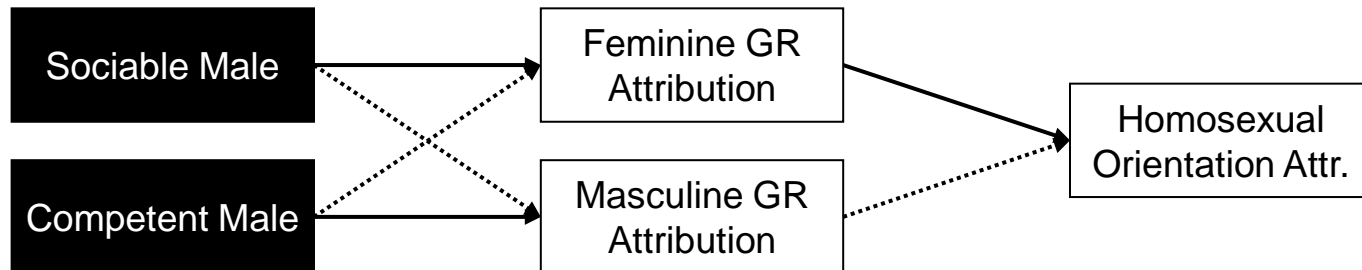 Sociable Male
Feminine GR
Attribution
Homosexual
Orientation Attr.
Competent Male
Masculine GR
Attribution